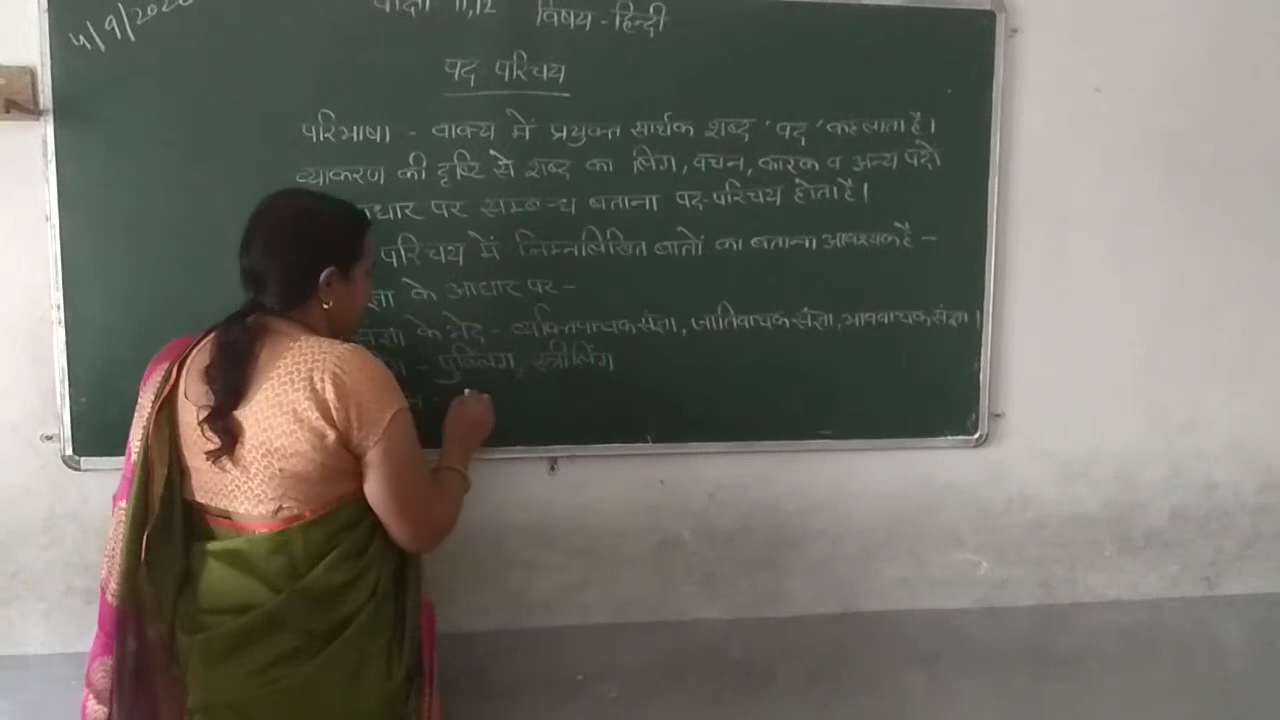 4/9/202
कक्षा 11,12 विषय - हिन्दी
पद परिचय
परिभाषा - वाक्य में प्रयुक्त सार्थक शब्द 'पद' कहलाता है।
व्याकरण की दृष्टि से शब्द का लिंग, वचन, कारक व अन्य पदों
पर सम्बन्ध बताना पद-परिचय होता है।
परिचय में निम्नलिखित बातों का बताना आवश्यक है -
के आधार पर -
के भेद - व्यक्तिवाचक संज्ञा, जातिवाचक संज्ञा, भाववाचक संज्ञा।
- पुल्लिंग, स्त्रीलिंग